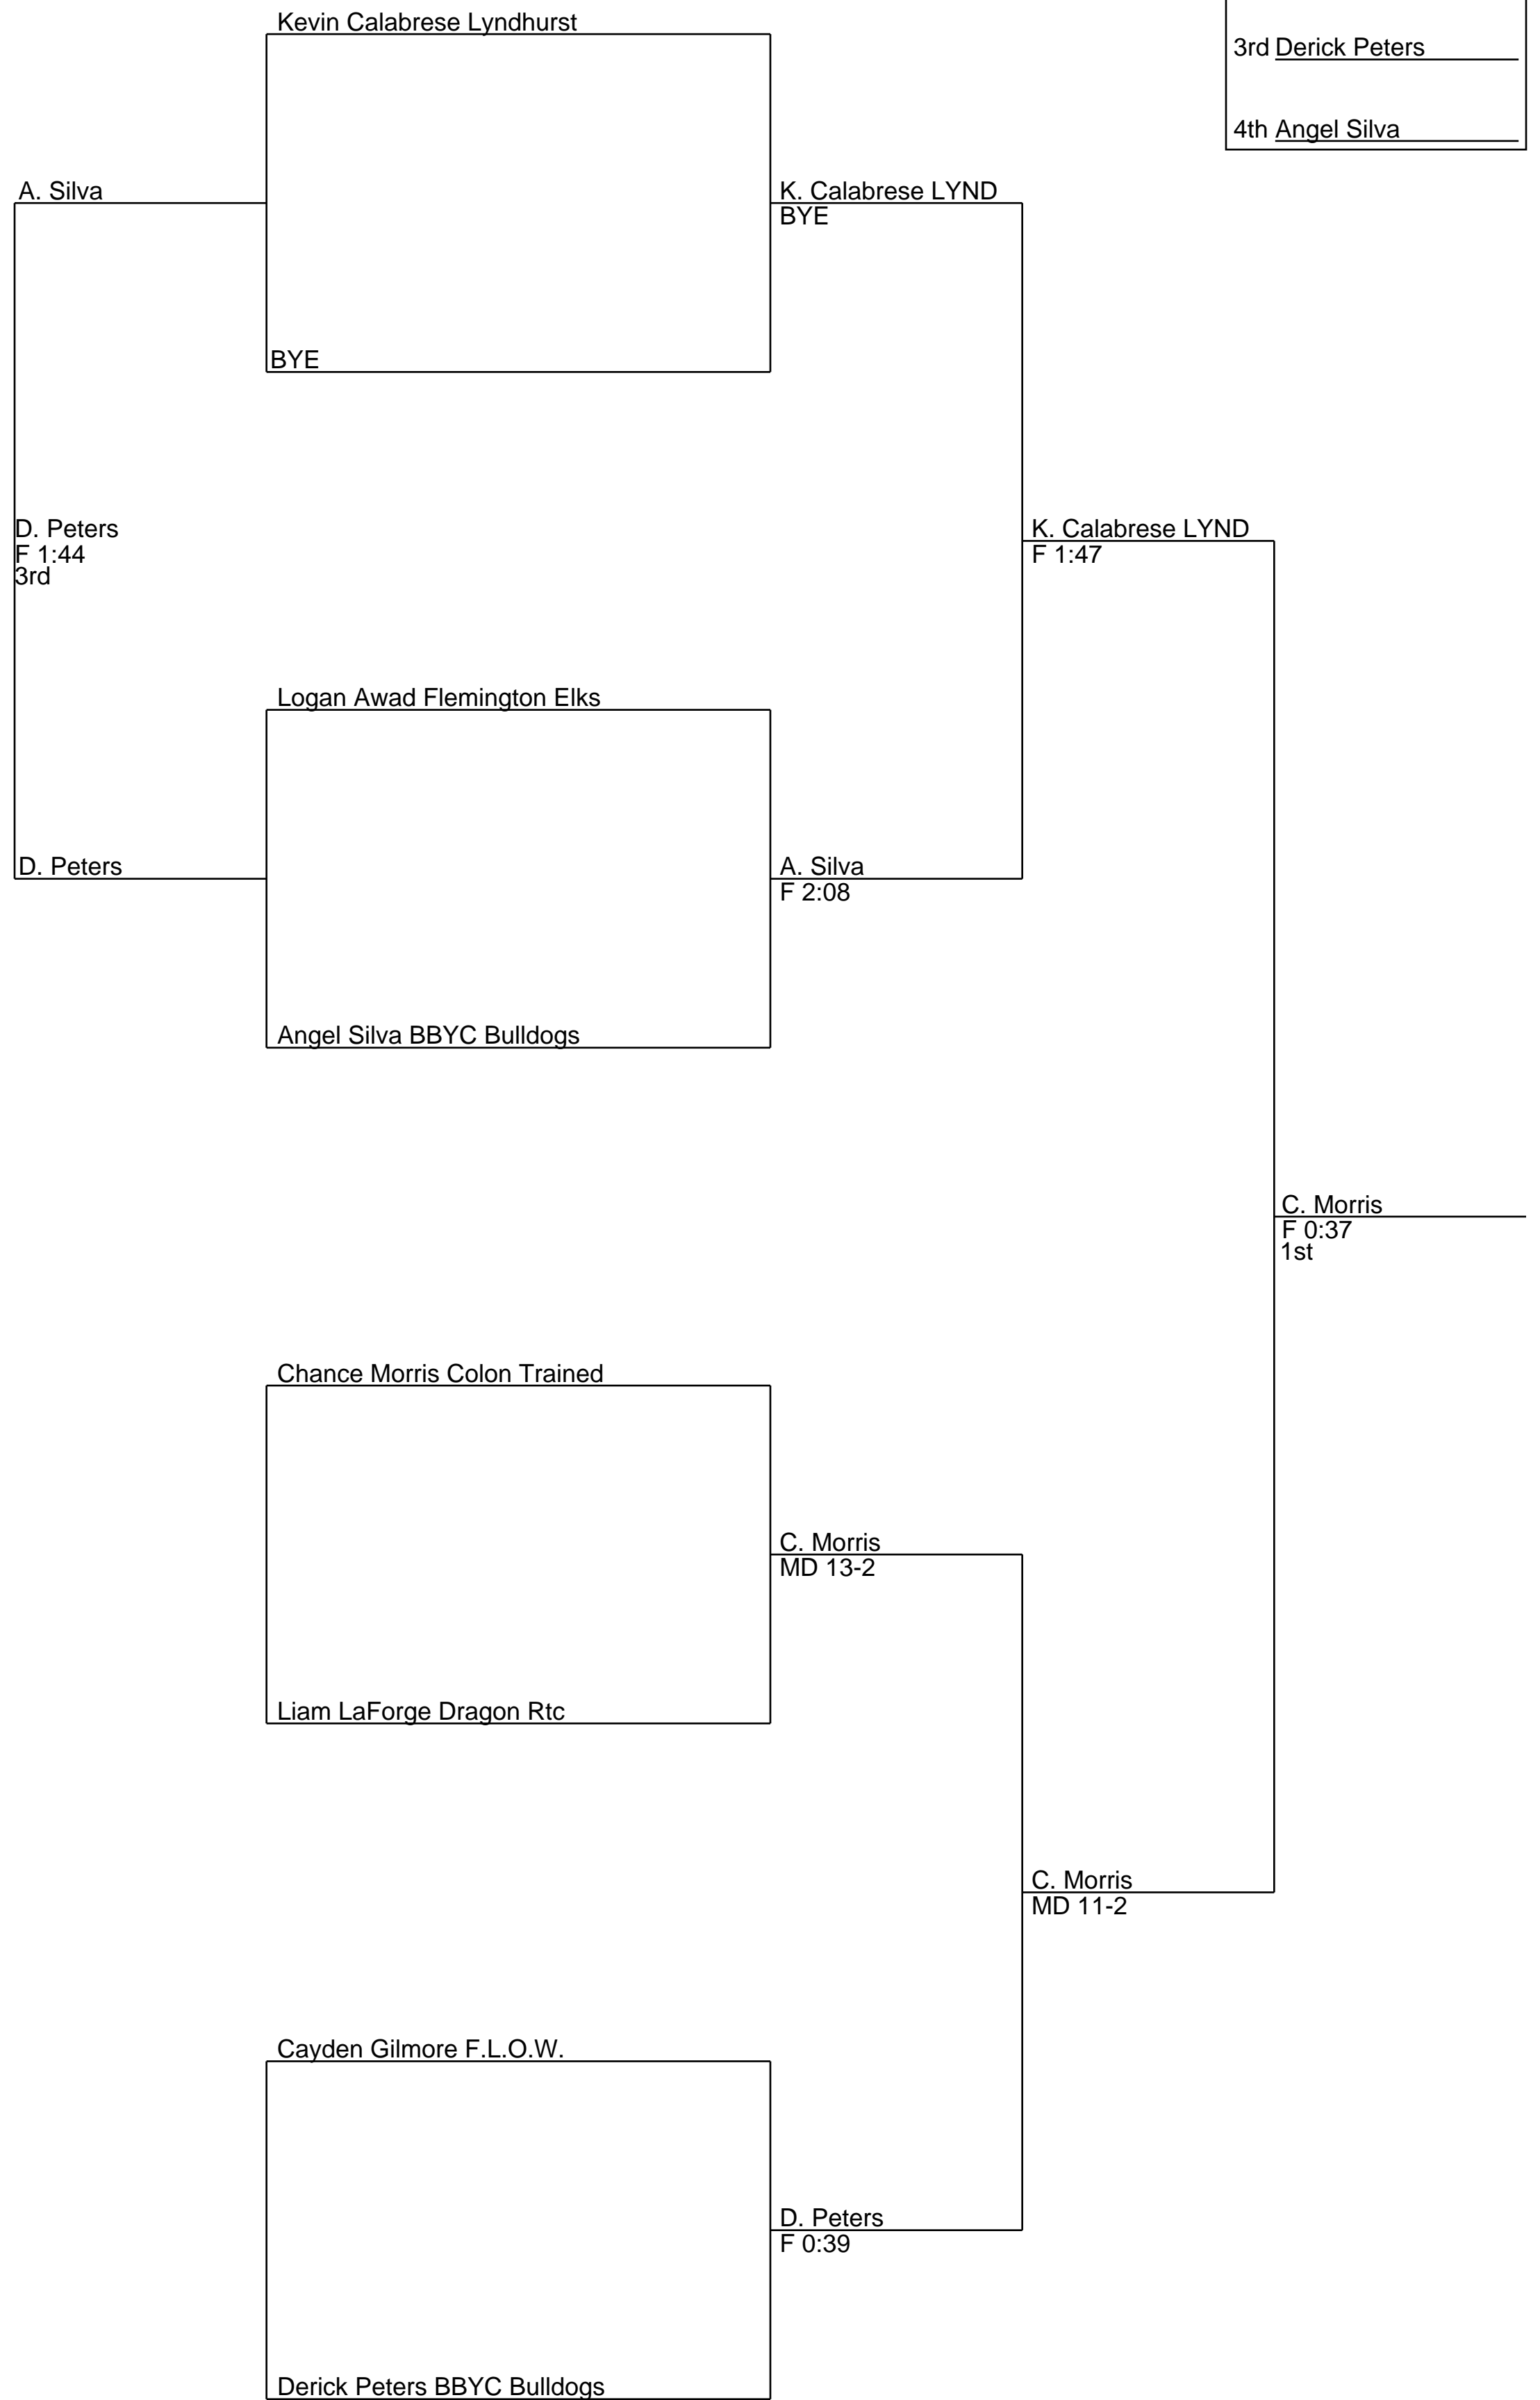 Kevin Calabrese Lyndhurst
3rd Derick Peters
4th Angel Silva
A. Silva
K. Calabrese LYND
BYE
BYE
D. Peters
F 1:44
3rd
K. Calabrese LYND
F 1:47
Logan Awad Flemington Elks
D. Peters
A. Silva
F 2:08
Angel Silva BBYC Bulldogs
C. Morris
F 0:37
1st
Chance Morris Colon Trained
C. Morris
MD 13-2
Liam LaForge Dragon Rtc
C. Morris
MD 11-2
Cayden Gilmore F.L.O.W.
D. Peters
F 0:39
Derick Peters BBYC Bulldogs